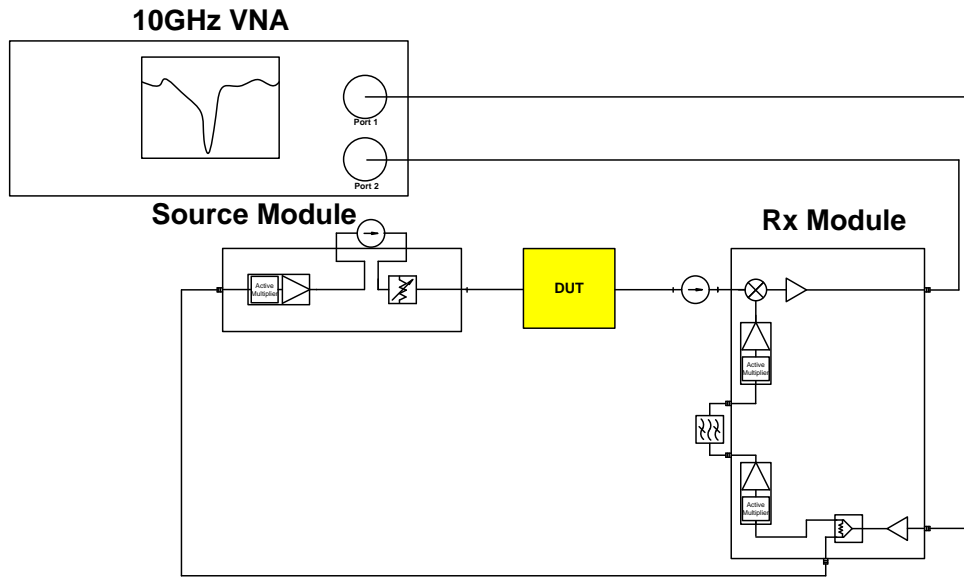 10GHz VNA
Port 1
Port 2
Source Module
Rx Module
Active
Multiplier
DUT
Active
Multiplier
Active
Multiplier